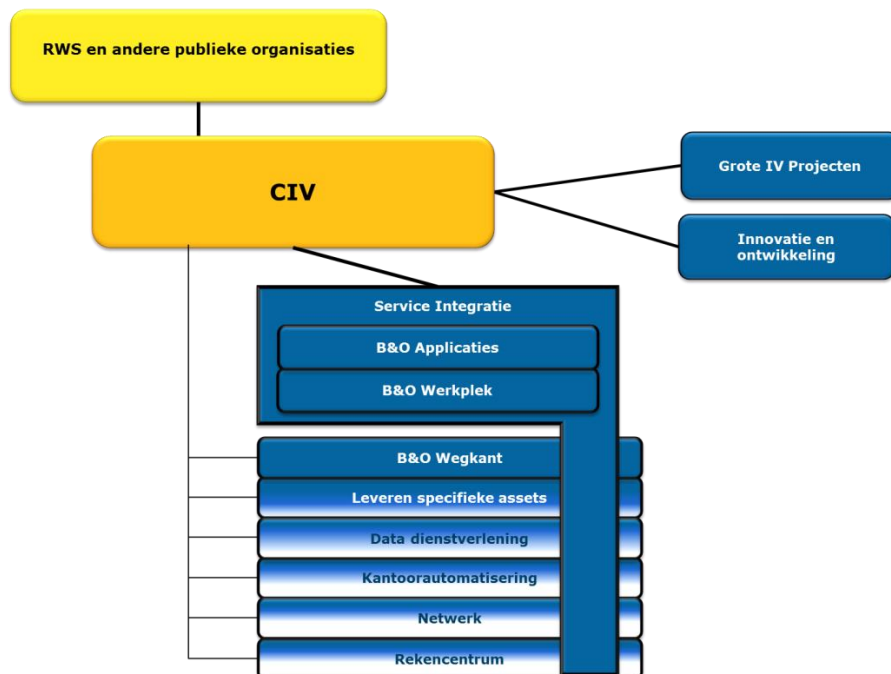 RWS en andere publieke organisaties
CIV
Grote IV Projecten
Innovatie en
ontwikkeling
Service Integratie
B&O Applicaties
B&O Werkplek
B&O Wegkant
Leveren specifieke assets
Data dienstverlening
Kantoorautomatisering
Netwerk
Rekencentrum